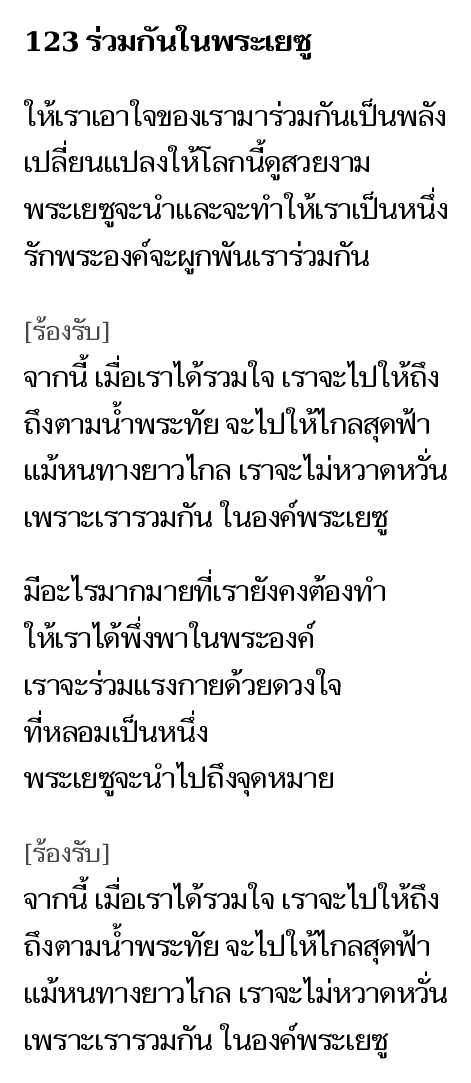 123 ร่วมกันในพระเยซู
ให้เราเอาใจของเรามาร่วมกันเป็นพลัง
เปลี่ยนแปลงให้โลกนี้ดูสวยงาม
พระเยซูจะนำและจะทำให้เราเป็นหนึ่ง
รักพระองค์จะผูกพันเราร่วมกัน
[ร้องรับ]
จากนี้ เมื่อเราได้รวมใจ เราจะไปให้ถึง
ถึงตามน้ำพระทัย จะไปให้ไกลสุดฟ้า
แม้หนทางยาวไกล เราจะไม่หวาดหวั่น
เพราะเรารวมกัน ในองค์พระเยซู
มีอะไรมากมายที่เรายังคงต้องทำ
ให้เราได้พึ่งพาในพระองค์
เราจะร่วมแรงกายด้วยดวงใจ
ที่หลอมเป็นหนึ่ง
พระเยซูจะนำไปถึงจุดหมาย
[ร้องรับ]
จากนี้ เมื่อเราได้รวมใจ เราจะไปให้ถึง
ถึงตามน้ำพระทัย จะไปให้ไกลสุดฟ้า
แม้หนทางยาวไกล เราจะไม่หวาดหวั่น
เพราะเรารวมกัน ในองค์พระเยซู